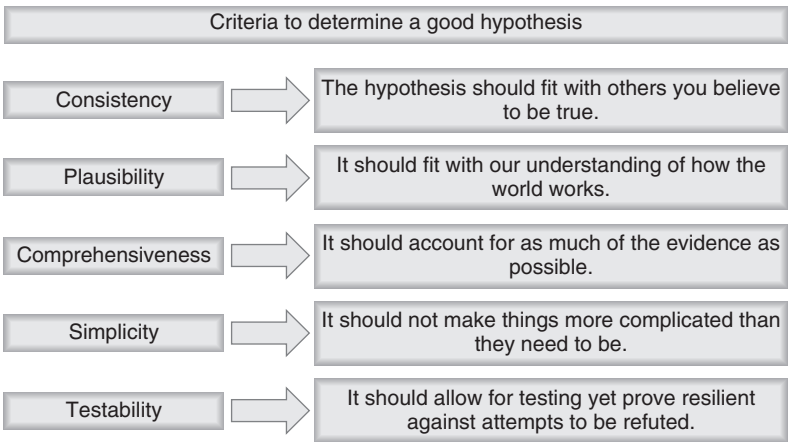 Criteria to determine a good hypothesis
Consistency
The hypothesis should fit with others you believe
to be true.
Plausibility
It should fit with our understanding of how the
world works.
Comprehensiveness
It should account for as much of the evidence as
possible.
Simplicity
It should not make things more complicated than
they need to be.
Testability
It should allow for testing yet prove resilient
against attempts to be refuted.